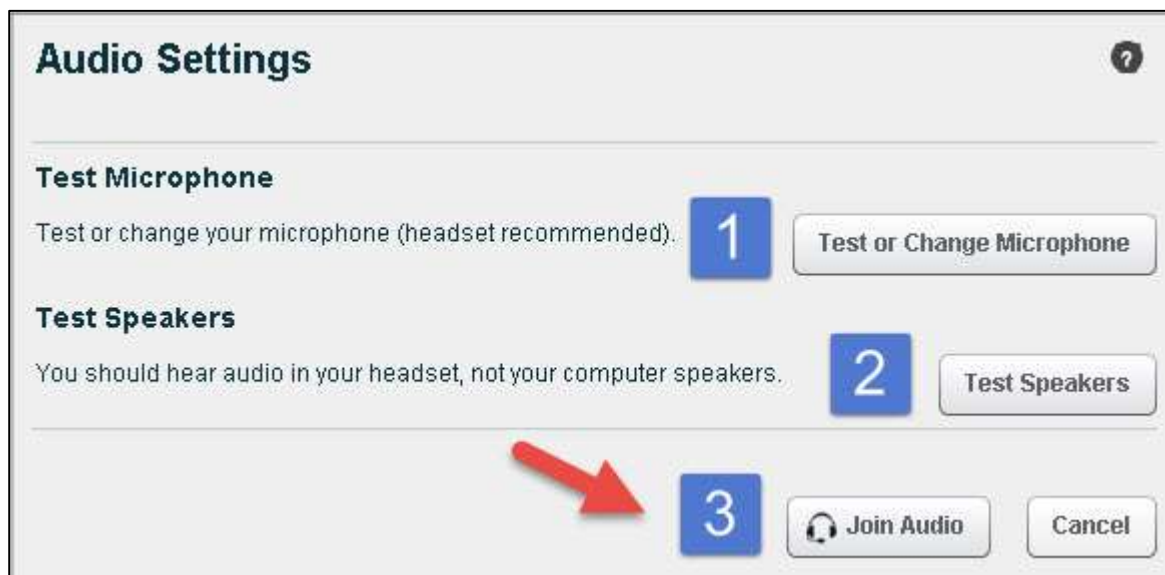 Audio Settings
?
Test Microphone
Test or change your microphone (headset recommended).
1
Test or Change Microphone
Test Speakers
You should hear audio in your headset, not your computer speakers.
2
Test Speakers
3
Join Audio
Cancel